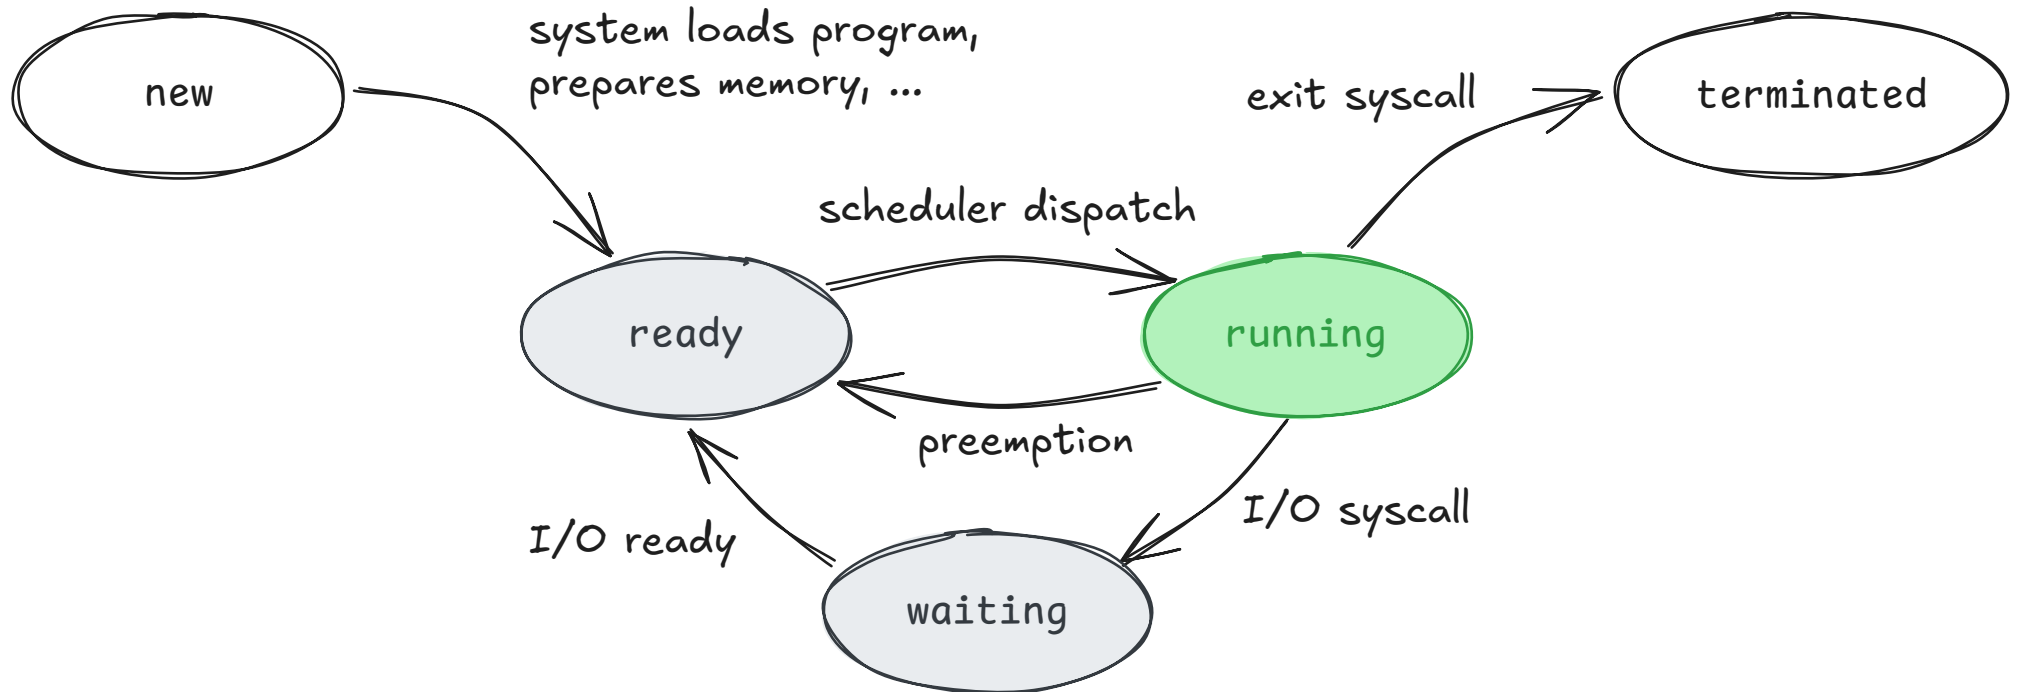 new
system loads program,
prepares memory, ...
exit syscall
terminated
scheduler dispatch
ready
running
preemption
I/O ready
I/O syscall
waiting